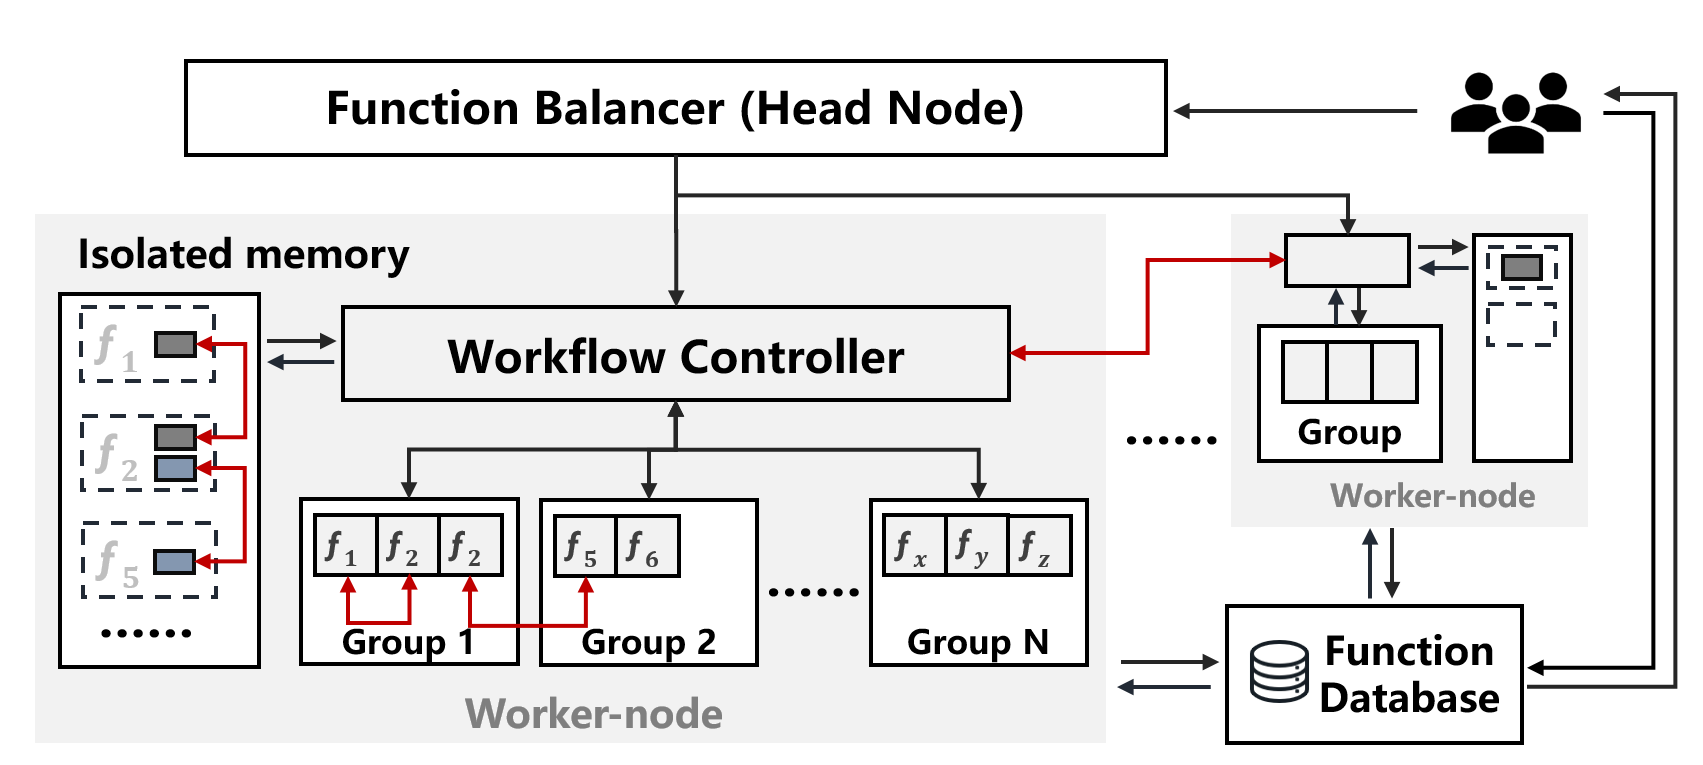 Function Balancer (Head Node)
Isolated memory
f1
f2
f5
......
Workflow Controller
f1 f2 f2
Group 1
f5 f6
Group 2
......
fx fy fz
Group N
Worker-node
......
Group
Worker-node
Function
Database